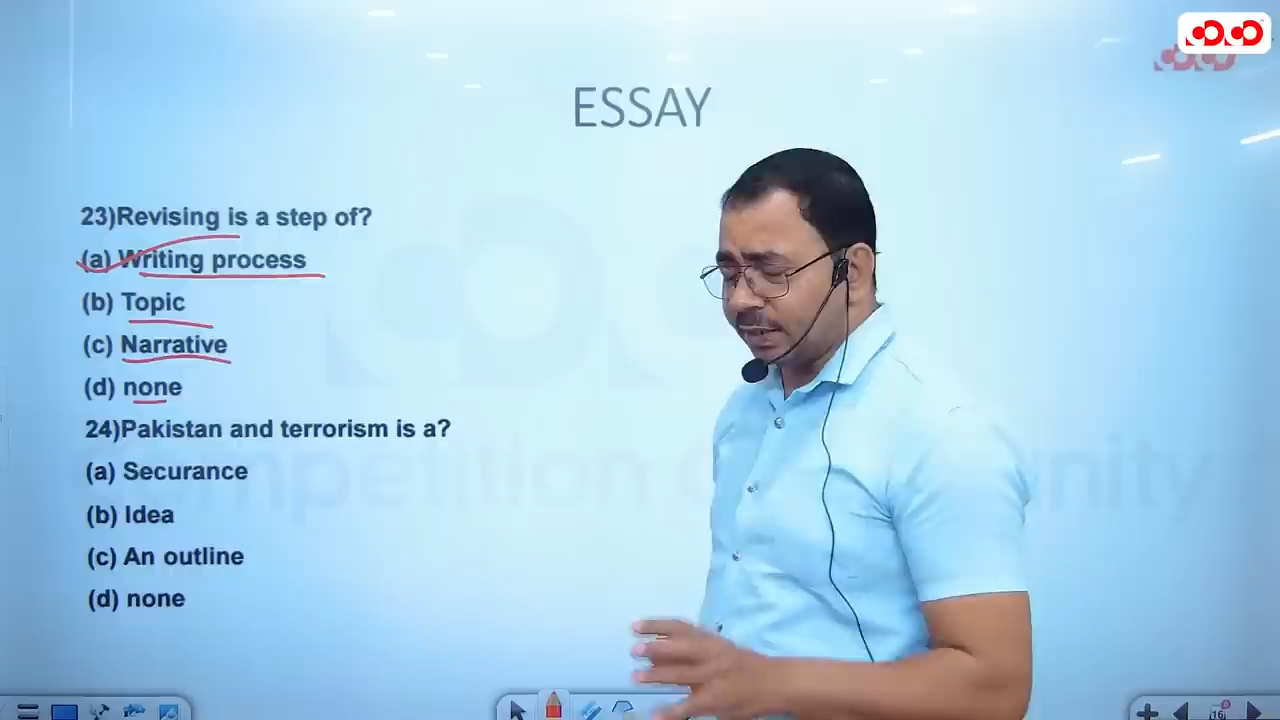 ESSAY
23)Revising is a step of?
(a) Writing process
(b) Topic
(c) Narrative
(d) none
24)Pakistan and terrorism is a?
(a) Securance
(b) Idea
(c) An outline
(d) none
16